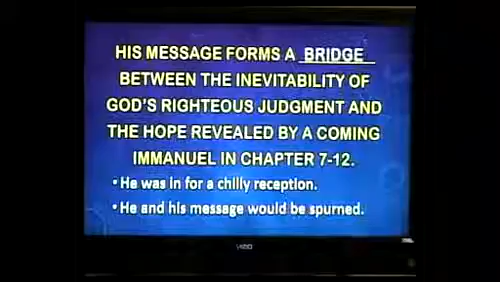 HIS MESSAGE FORMS A BRIDGE
BETWEEN THE INEVITABILITY OF
GOD'S RIGHTEOUS JUDGMENT AND
THE HOPE REVEALED BY A COMING
IMMANUEL IN CHAPTER 7-12.
• He was in for a chilly reception.
• He and his message would be spurned.
VIZIO